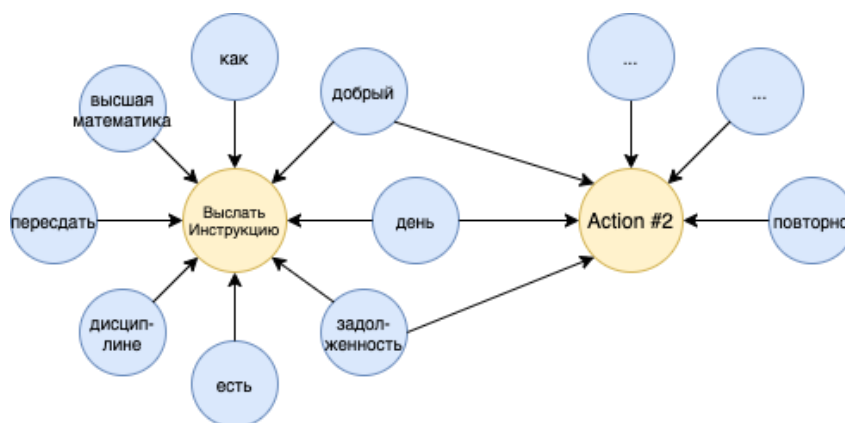 как
...
высшая
математика
добрый
...
пересдать
Выслать
Инструкцию
день
Action #2
повторно
дисцип-
лине
есть
задол-
женность